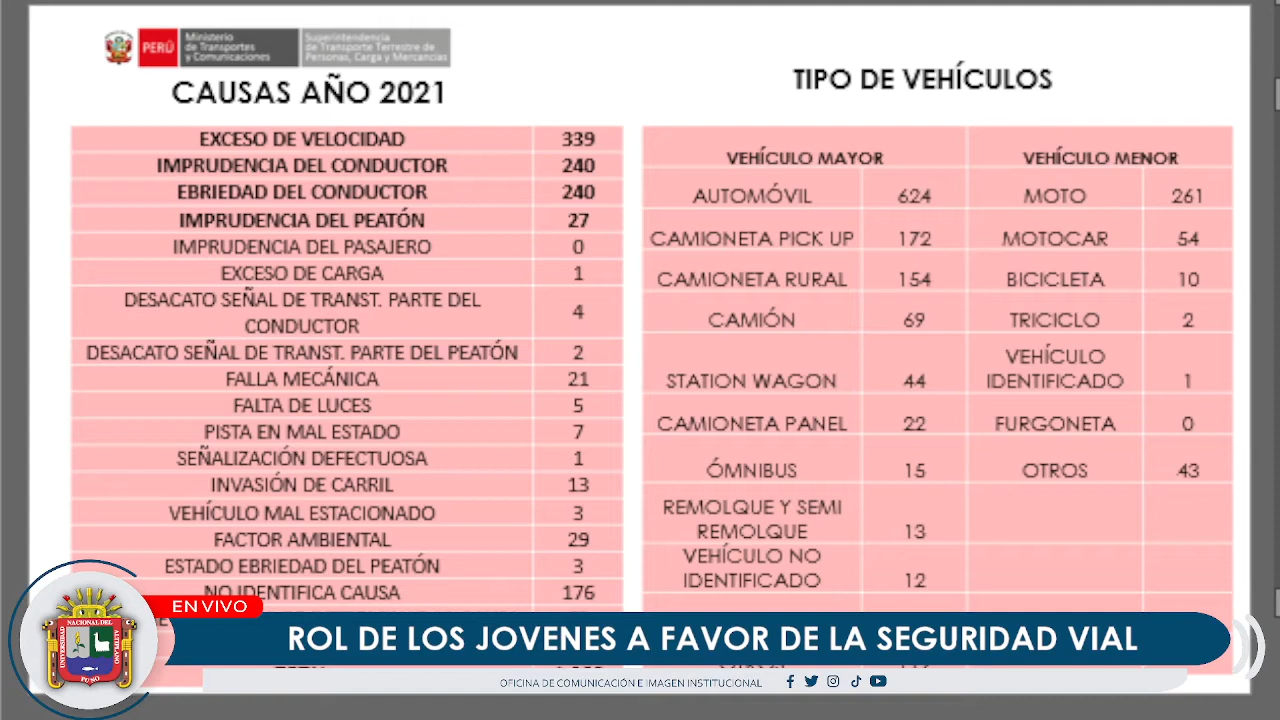 PERÚ
Ministerio
de Transportes
y Comunicaciones
Superintendencia
de Transporte Terrestre de
Personas, Carga y Mercancías
CAUSAS AÑO 2021
EXCESO DE VELOCIDAD 339
IMPRUDENCIA DEL CONDUCTOR 240
EBRIEDAD DEL CONDUCTOR 240
IMPRUDENCIA DEL PEATÓN 27
IMPRUDENCIA DEL PASAJERO 0
EXCESO DE CARGA 1
DESACATO SEÑAL DE TRANST. PARTE DEL
CONDUCTOR 4
DESACATO SEÑAL DE TRANST. PARTE DEL PEATÓN 2
FALLA MECÁNICA 21
FALTA DE LUCES 5
PISTA EN MAL ESTADO 7
SEÑALIZACIÓN DEFECTUOSA 1
INVASIÓN DE CARRIL 13
VEHÍCULO MAL ESTACIONADO 3
FACTOR AMBIENTAL 29
ESTADO EBRIEDAD DEL PEATÓN 3
NO IDENTIFICA CAUSA 176
TIPO DE VEHÍCULOS
VEHÍCULO MAYOR VEHÍCULO MENOR
AUTOMÓVIL 624 MOTO 261
CAMIONETA PICK UP 172 MOTOCAR 54
CAMIONETA RURAL 154 BICICLETA 10
CAMIÓN 69 TRICICLO 2
STATION WAGON 44 VEHÍCULO
IDENTIFICADO 1
CAMIONETA PANEL 22 FURGONETA 0
ÓMNIBUS 15 OTROS 43
REMOLQUE Y SEMI
REMOLQUE 13
VEHÍCULO NO
IDENTIFICADO 12
EN VIVO
ROL DE LOS JOVENES A FAVOR DE LA SEGURIDAD VIAL
OFICINA DE COMUNICACIÓN E IMAGEN INSTITUCIONAL
UNIVERSIDAD NACIONAL DEL ALTIPLANO
PUNO